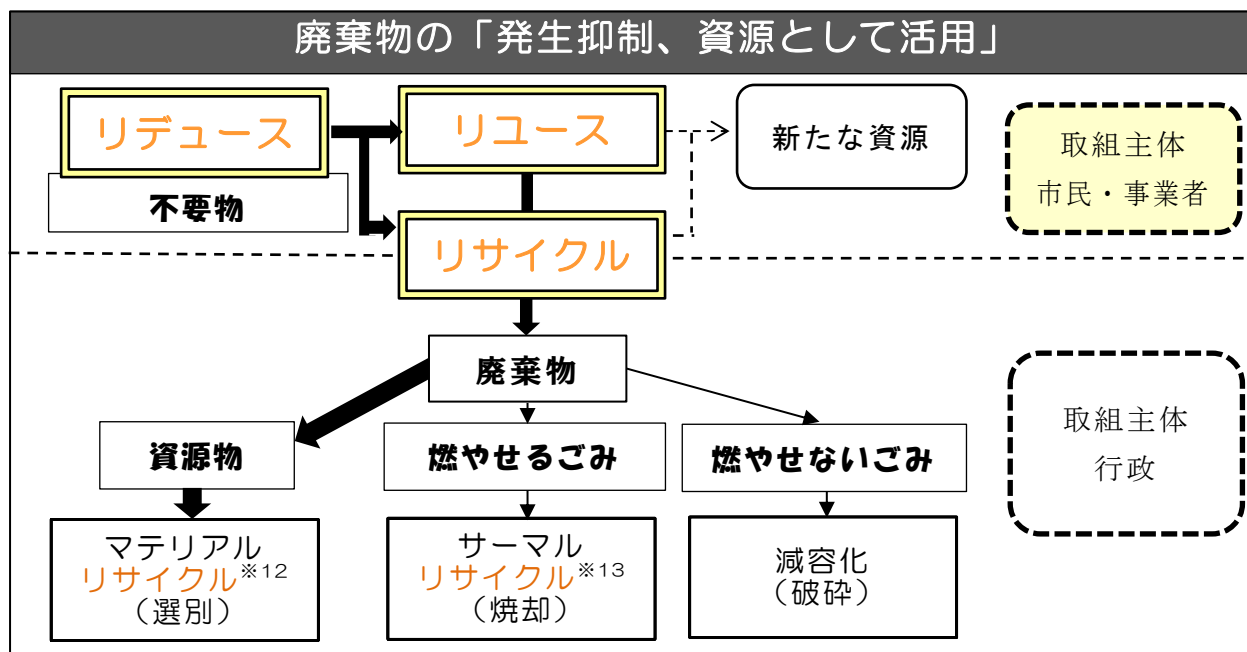 廃棄物の「発生抑制、資源として活用」
リデュース
リユース
新たな資源
取組主体
市民・事業者
不要物
リサイクル
廃棄物
取組主体
行政
資源物
燃やせるごみ
燃やせないごみ
マテリアル
リサイクル※12
（選別）
サーマル
リサイクル※13
（焼却）
減容化
（破砕）